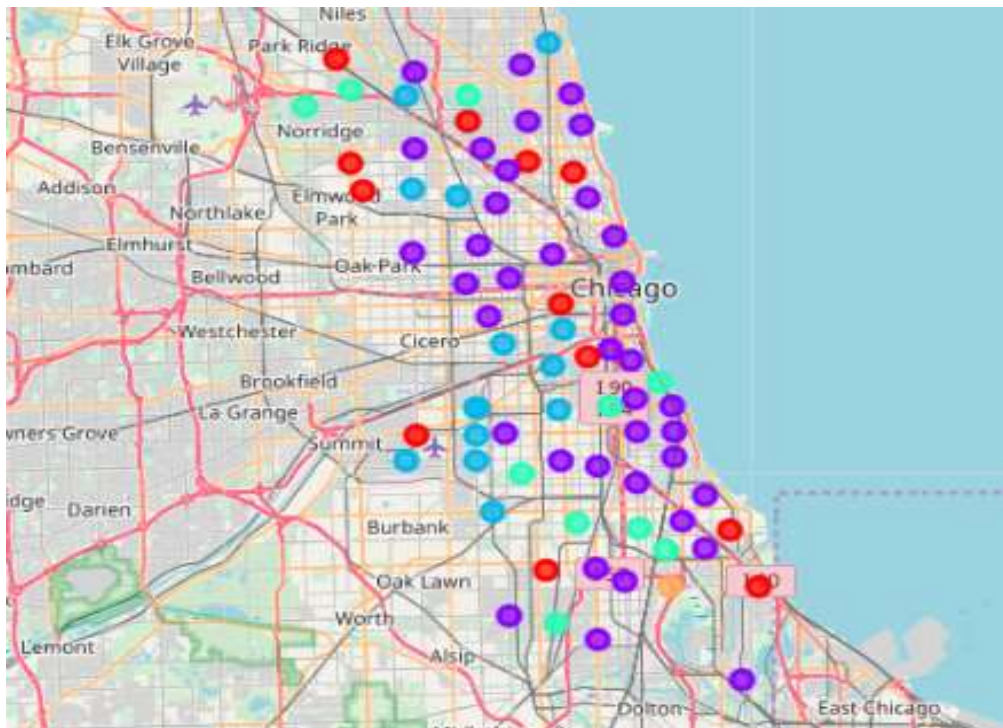 Niles
Elk Grove
Village
Park Ridge
Norridge
Bensenville
Addison
Elmwood
Park
Northlake
Elmhurst
ombard
Oak Park
Bellwood
Chicago
Westchester
Cicero
Brookfield
I 90
La Grange
wners Grove
Summit
idge
Darien
Burbank
Oak Lawn
Worth
Lemont
Alsip
Dolton
East Chicago